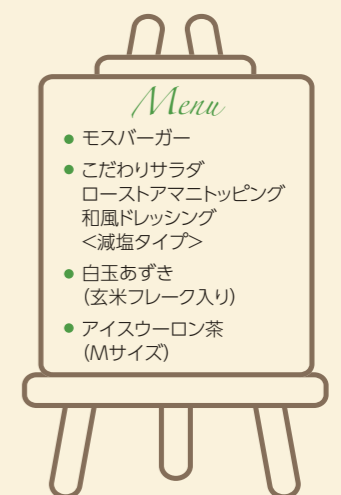 Menu
● モスバーガー
● こだわりサラダ
ローストアマニトッピング
和風ドレッシング
<減塩タイプ>
● 白玉あずき
(玄米フレーク入り)
● アイスウーロン茶
(Mサイズ)